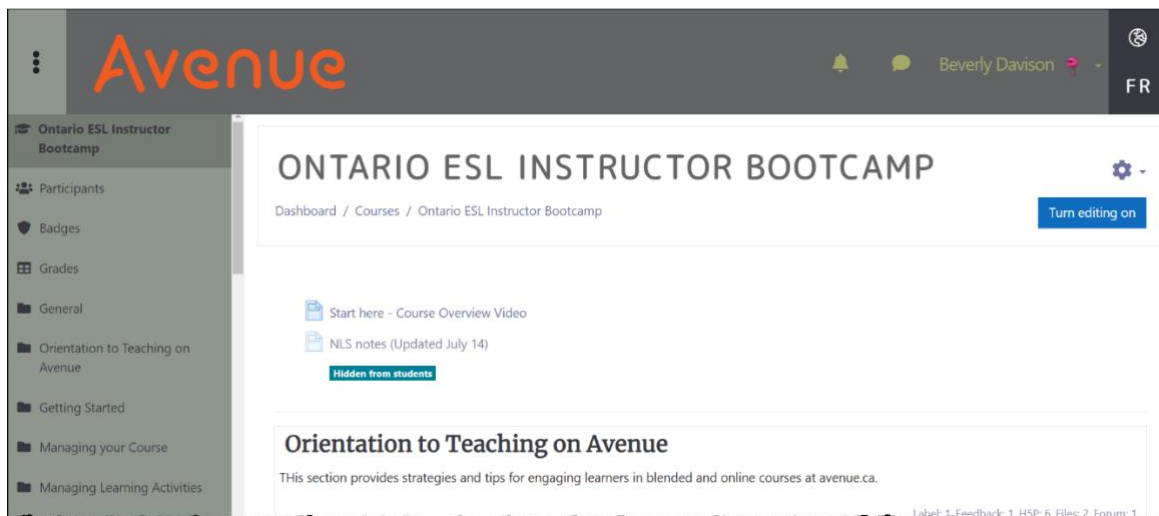 Avenue
Beverly Davison
FR
Ontario ESL Instructor
Bootcamp
Participants
Badges
Grades
General
Orientation to Teaching on
Avenue
Getting Started
Managing your Course
Managing Learning Activities
ONTARIO ESL INSTRUCTOR BOOTCAMP
Dashboard / Courses / Ontario ESL Instructor Bootcamp
Turn editing on
Start here - Course Overview Video
NLS notes (Updated July 14)
Hidden from students
Orientation to Teaching on Avenue
THis section provides strategies and tips for engaging learners in blended and online courses at avenue.ca.
Label: 1 Feedback: 1 H5P: 6 Files: 2 Forum: 1